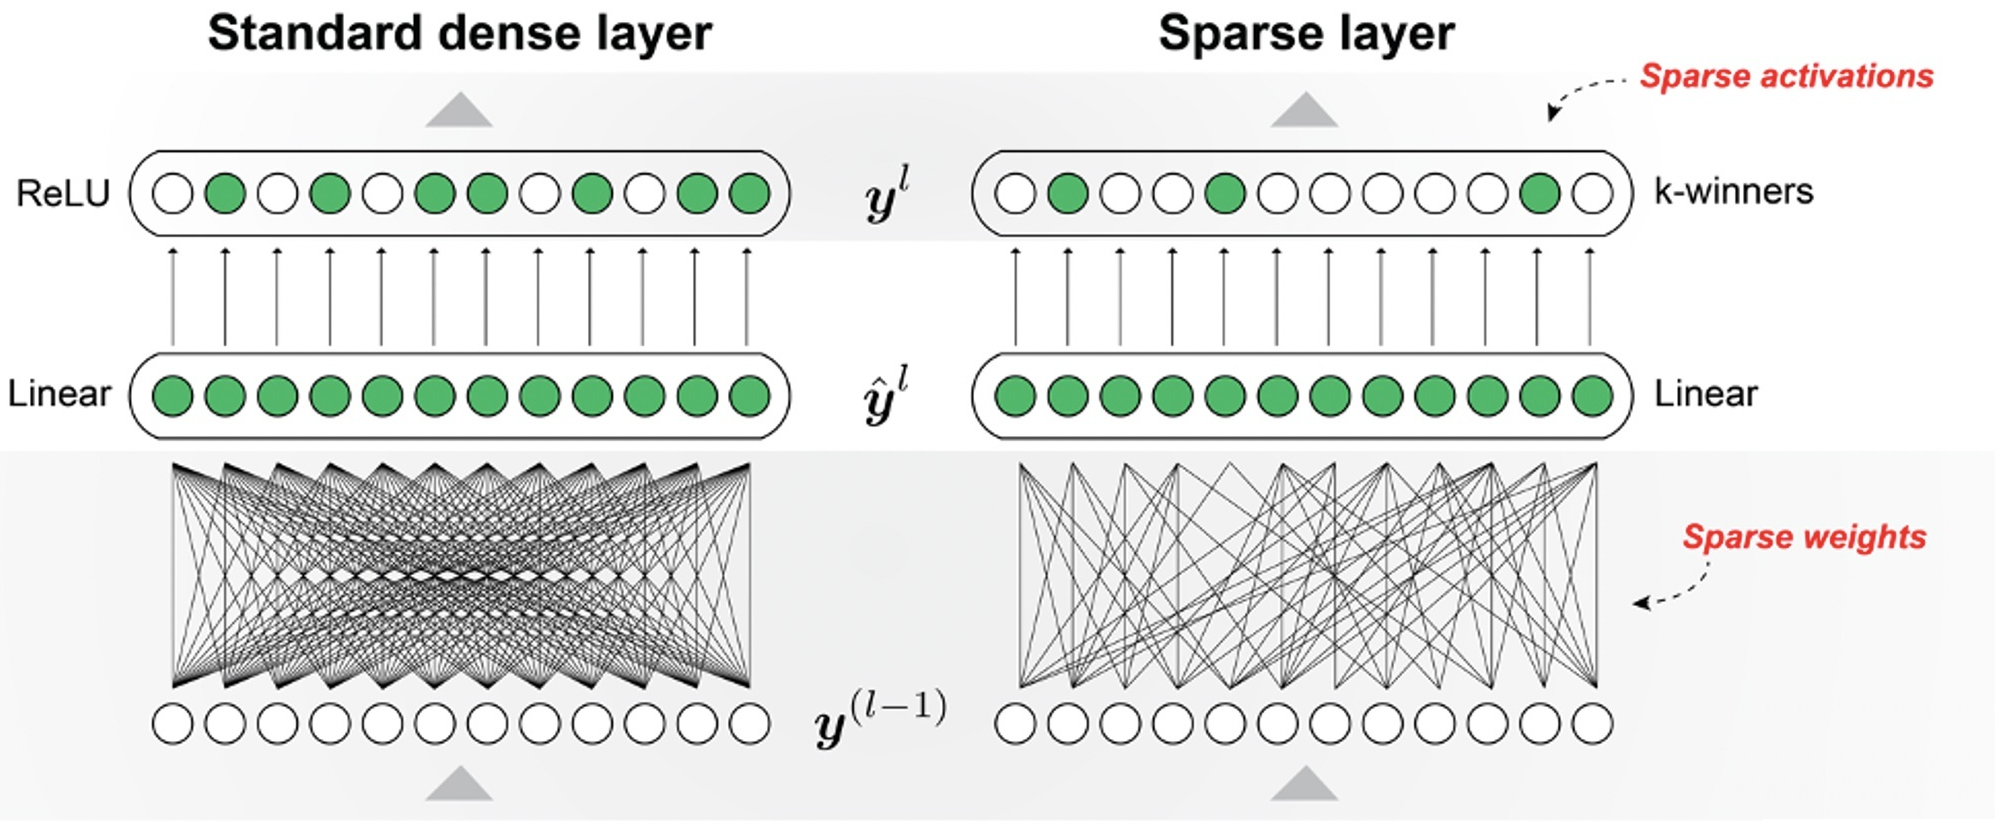 Standard dense layer
Sparse layer
Sparse activations
ReLU
y^l
k-winners
Linear
ŷ^l
Linear
Sparse weights
y^(l−1)